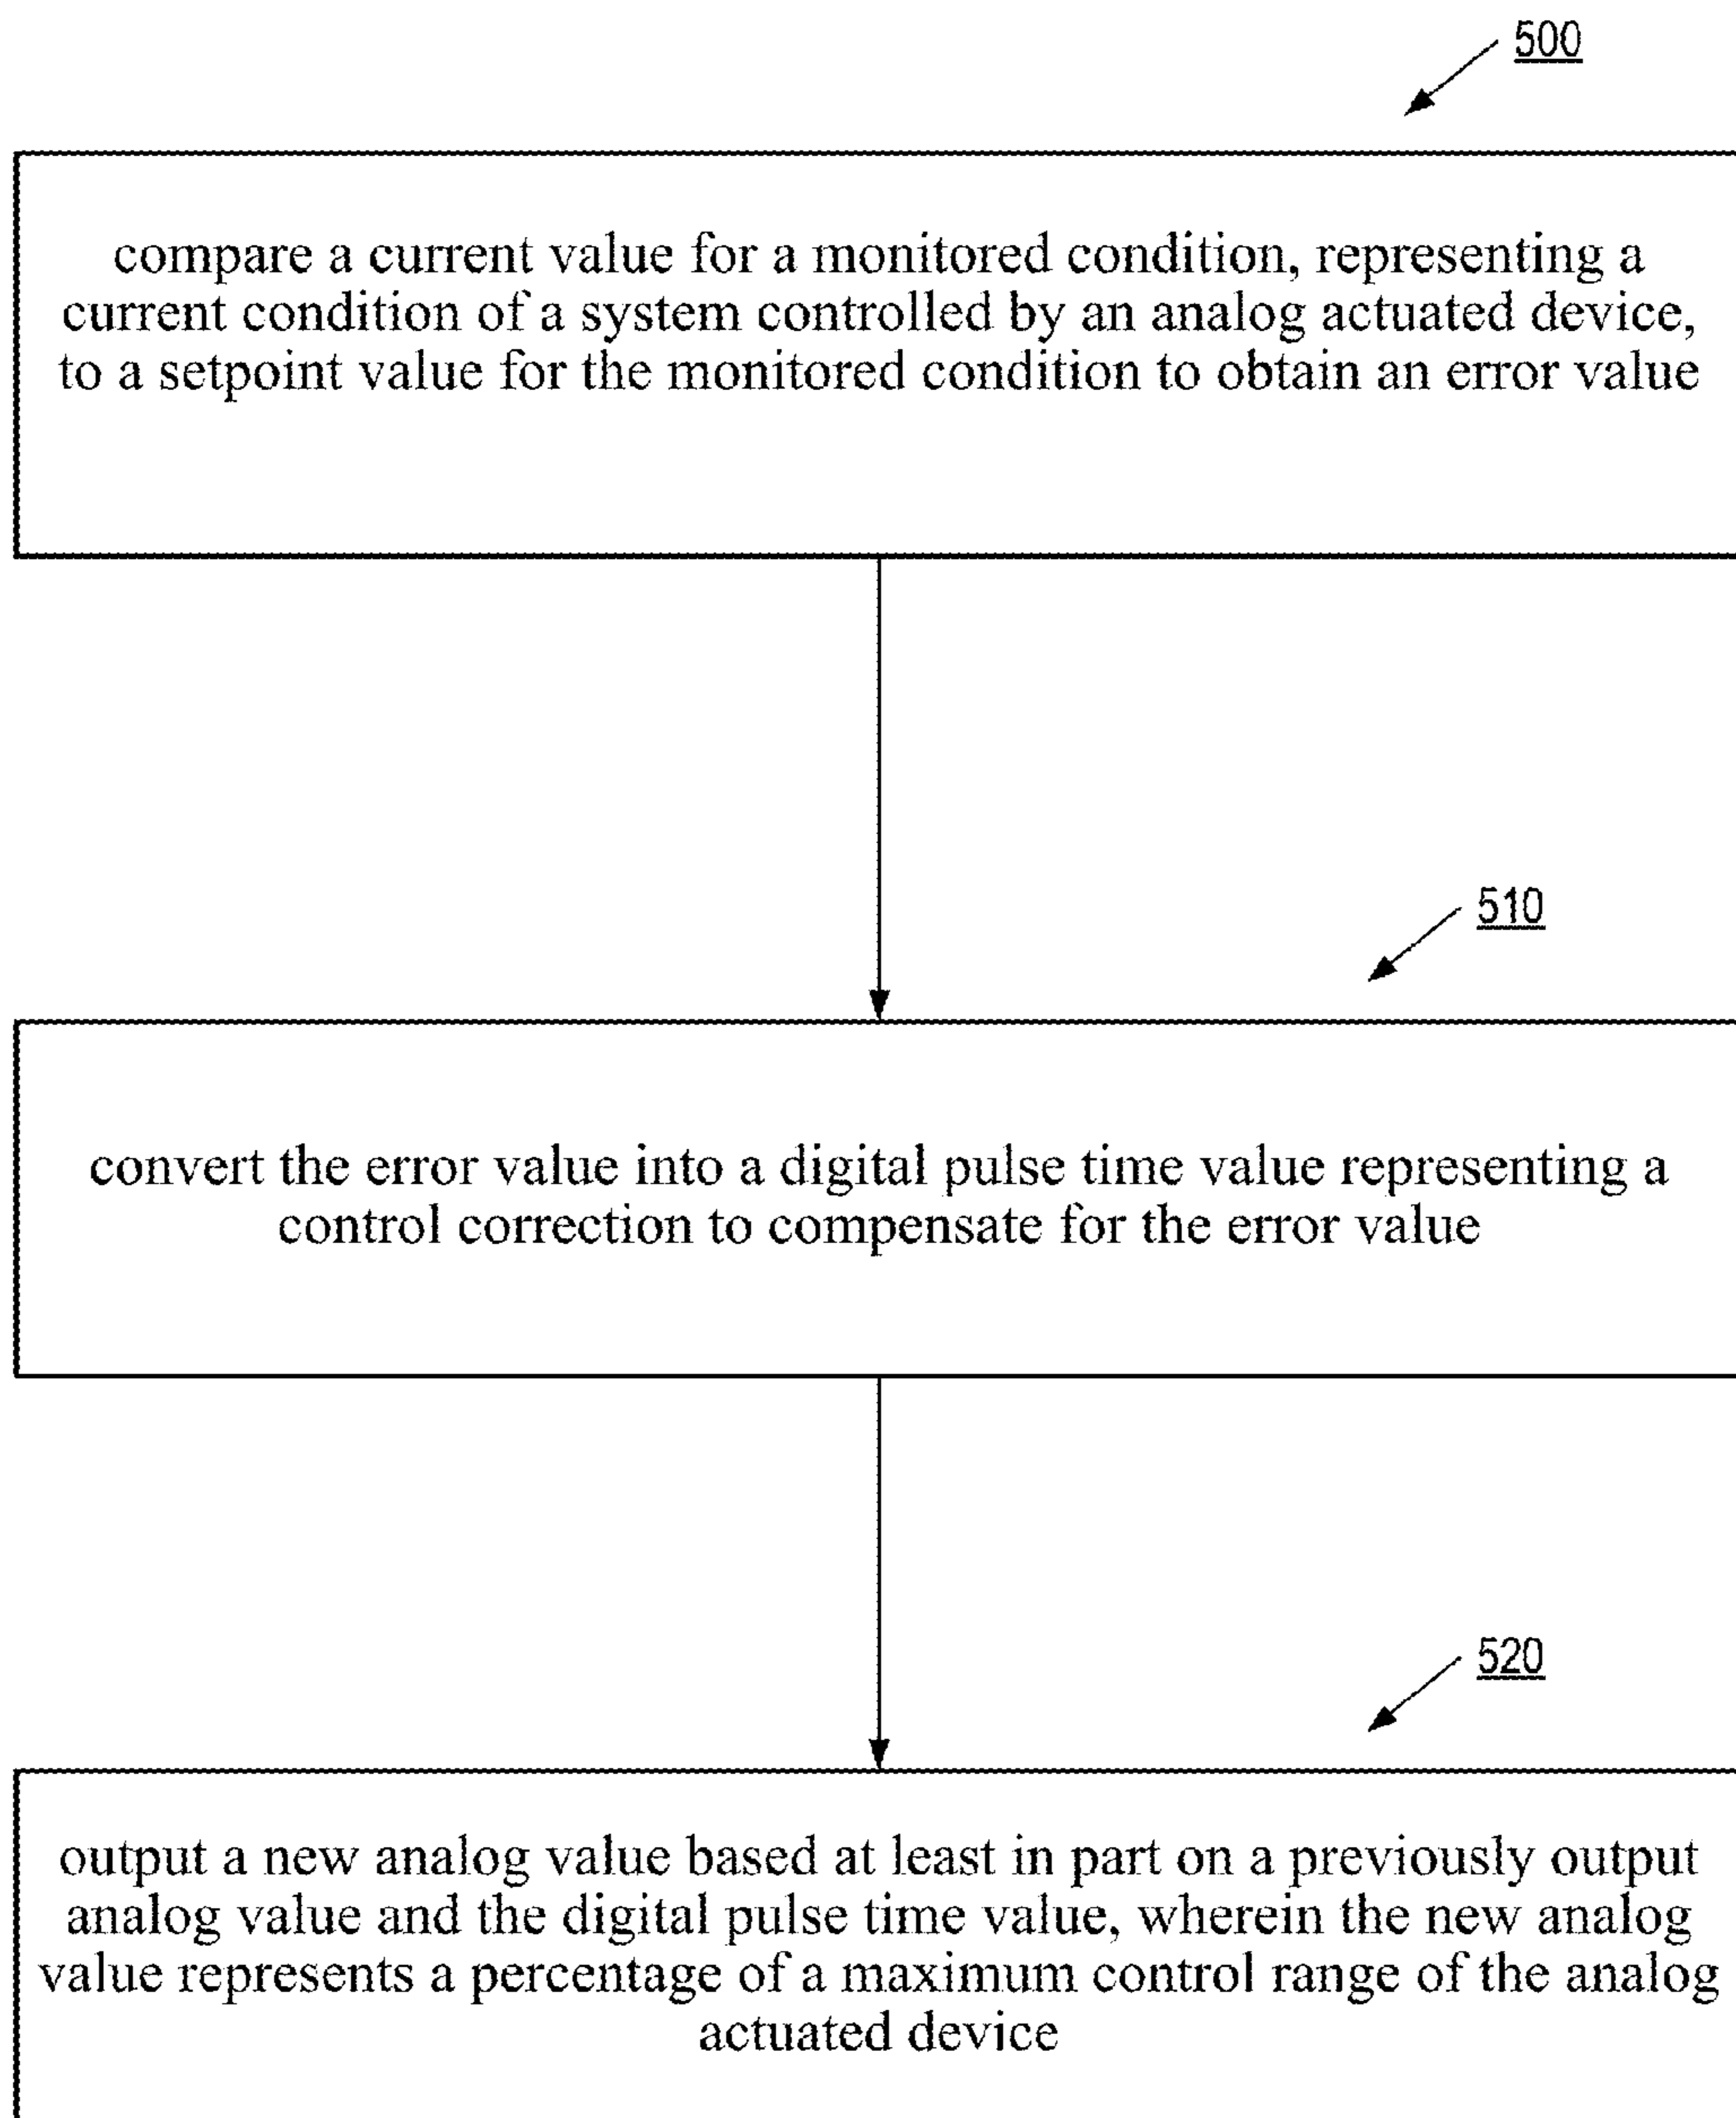 500
compare a current value for a monitored condition, representing a
current condition of a system controlled by an analog actuated device,
to a setpoint value for the monitored condition to obtain an error value
510
convert the error value into a digital pulse time value representing a
control correction to compensate for the error value
520
output a new analog value based at least in part on a previously output
analog value and the digital pulse time value, wherein the new analog
value represents a percentage of a maximum control range of the analog
actuated device